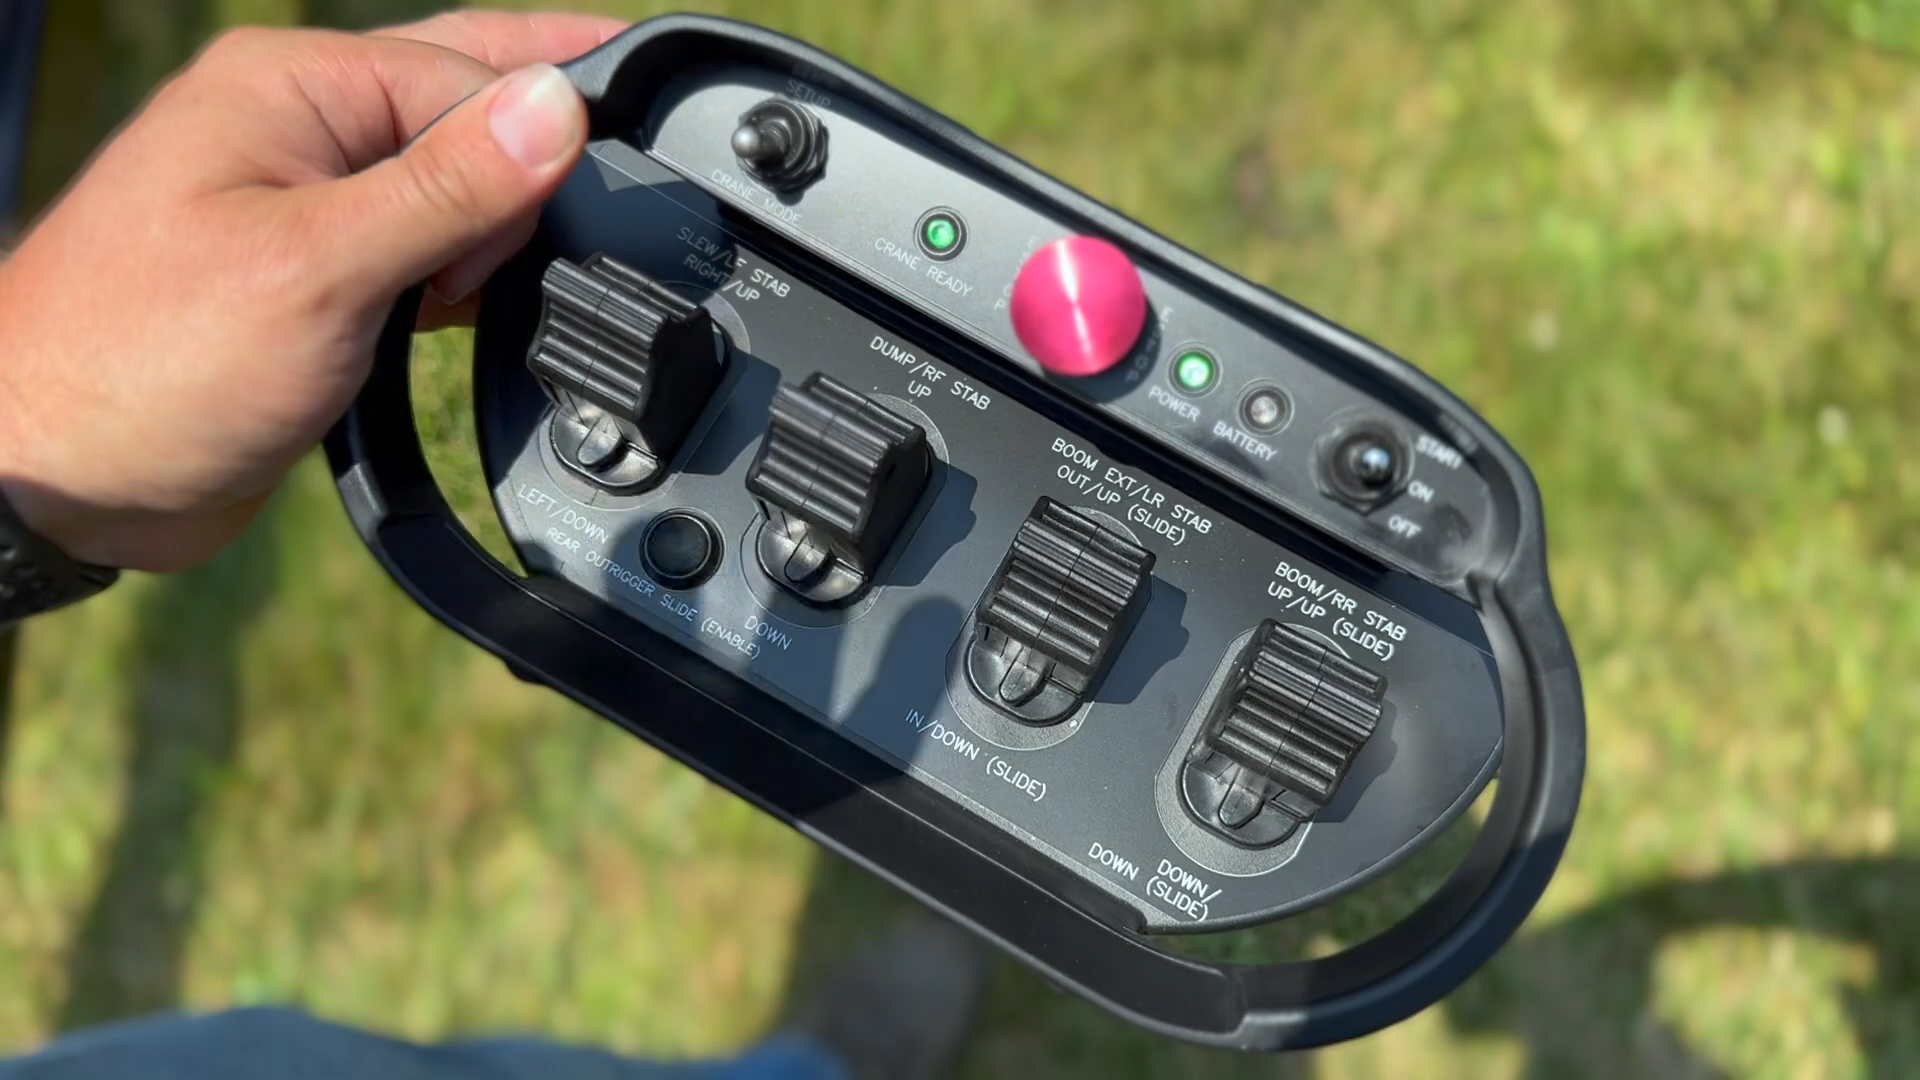 SETUP
CRANE MODE
CRANE READY
POWER
BATTERY
START
ON
OFF
SLEW/LF STAB
RIGHT/UP
LEFT/DOWN
REAR OUTRIGGER SLIDE (ENABLE)
DUMP/RF STAB
UP
DOWN
BOOM EXT/LR STAB
OUT/UP (SLIDE)
IN/DOWN (SLIDE)
BOOM/RR STAB
UP/UP (SLIDE)
DOWN
DOWN/
(SLIDE)